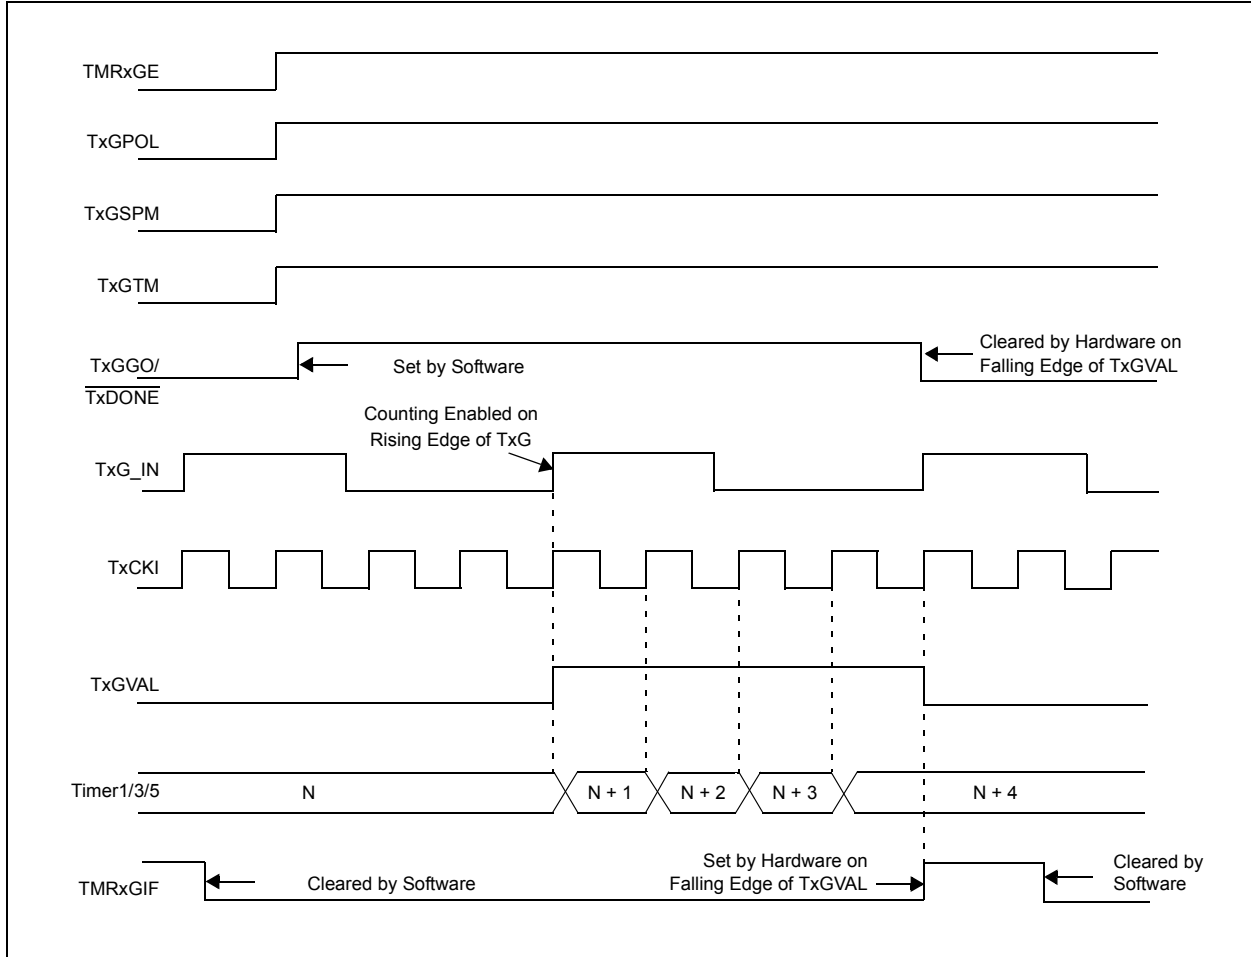 TMRxGE
TxGPOL
TxGSPM
TxGTM
TxGGO/
TxDONE
Set by Software
Cleared by Hardware on
Falling Edge of TxGVAL
Counting Enabled on
Rising Edge of TxG
TxG_IN
TxCKI
TxGVAL
Timer1/3/5
N
N + 1
N + 2
N + 3
N + 4
TMRxGIF
Cleared by Software
Set by Hardware on
Falling Edge of TxGVAL
Cleared by
Software